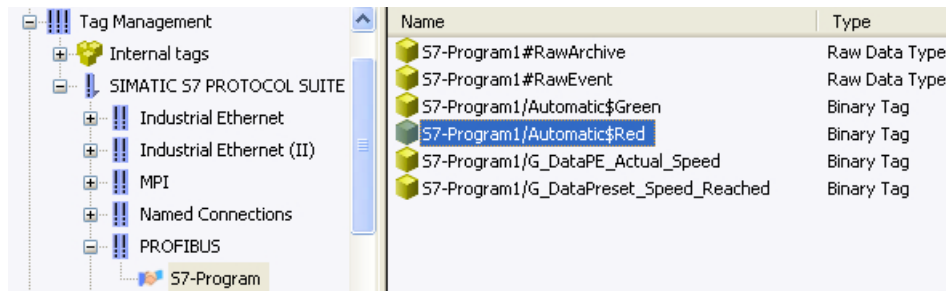 Tag Management
Internal tags
SIMATIC S7 PROTOCOL SUITE
Industrial Ethernet
Industrial Ethernet (II)
MPI
Named Connections
PROFIBUS
S7-Program
Name Type
S7-Program1#RawArchive Raw Data Type
S7-Program1#RawEvent Raw Data Type
S7-Program1/Automatic$Green Binary Tag
S7-Program1/Automatic$Red Binary Tag
S7-Program1/G_DataPE_Actual_Speed Binary Tag
S7-Program1/G_DataPreset_Speed_Reached Binary Tag